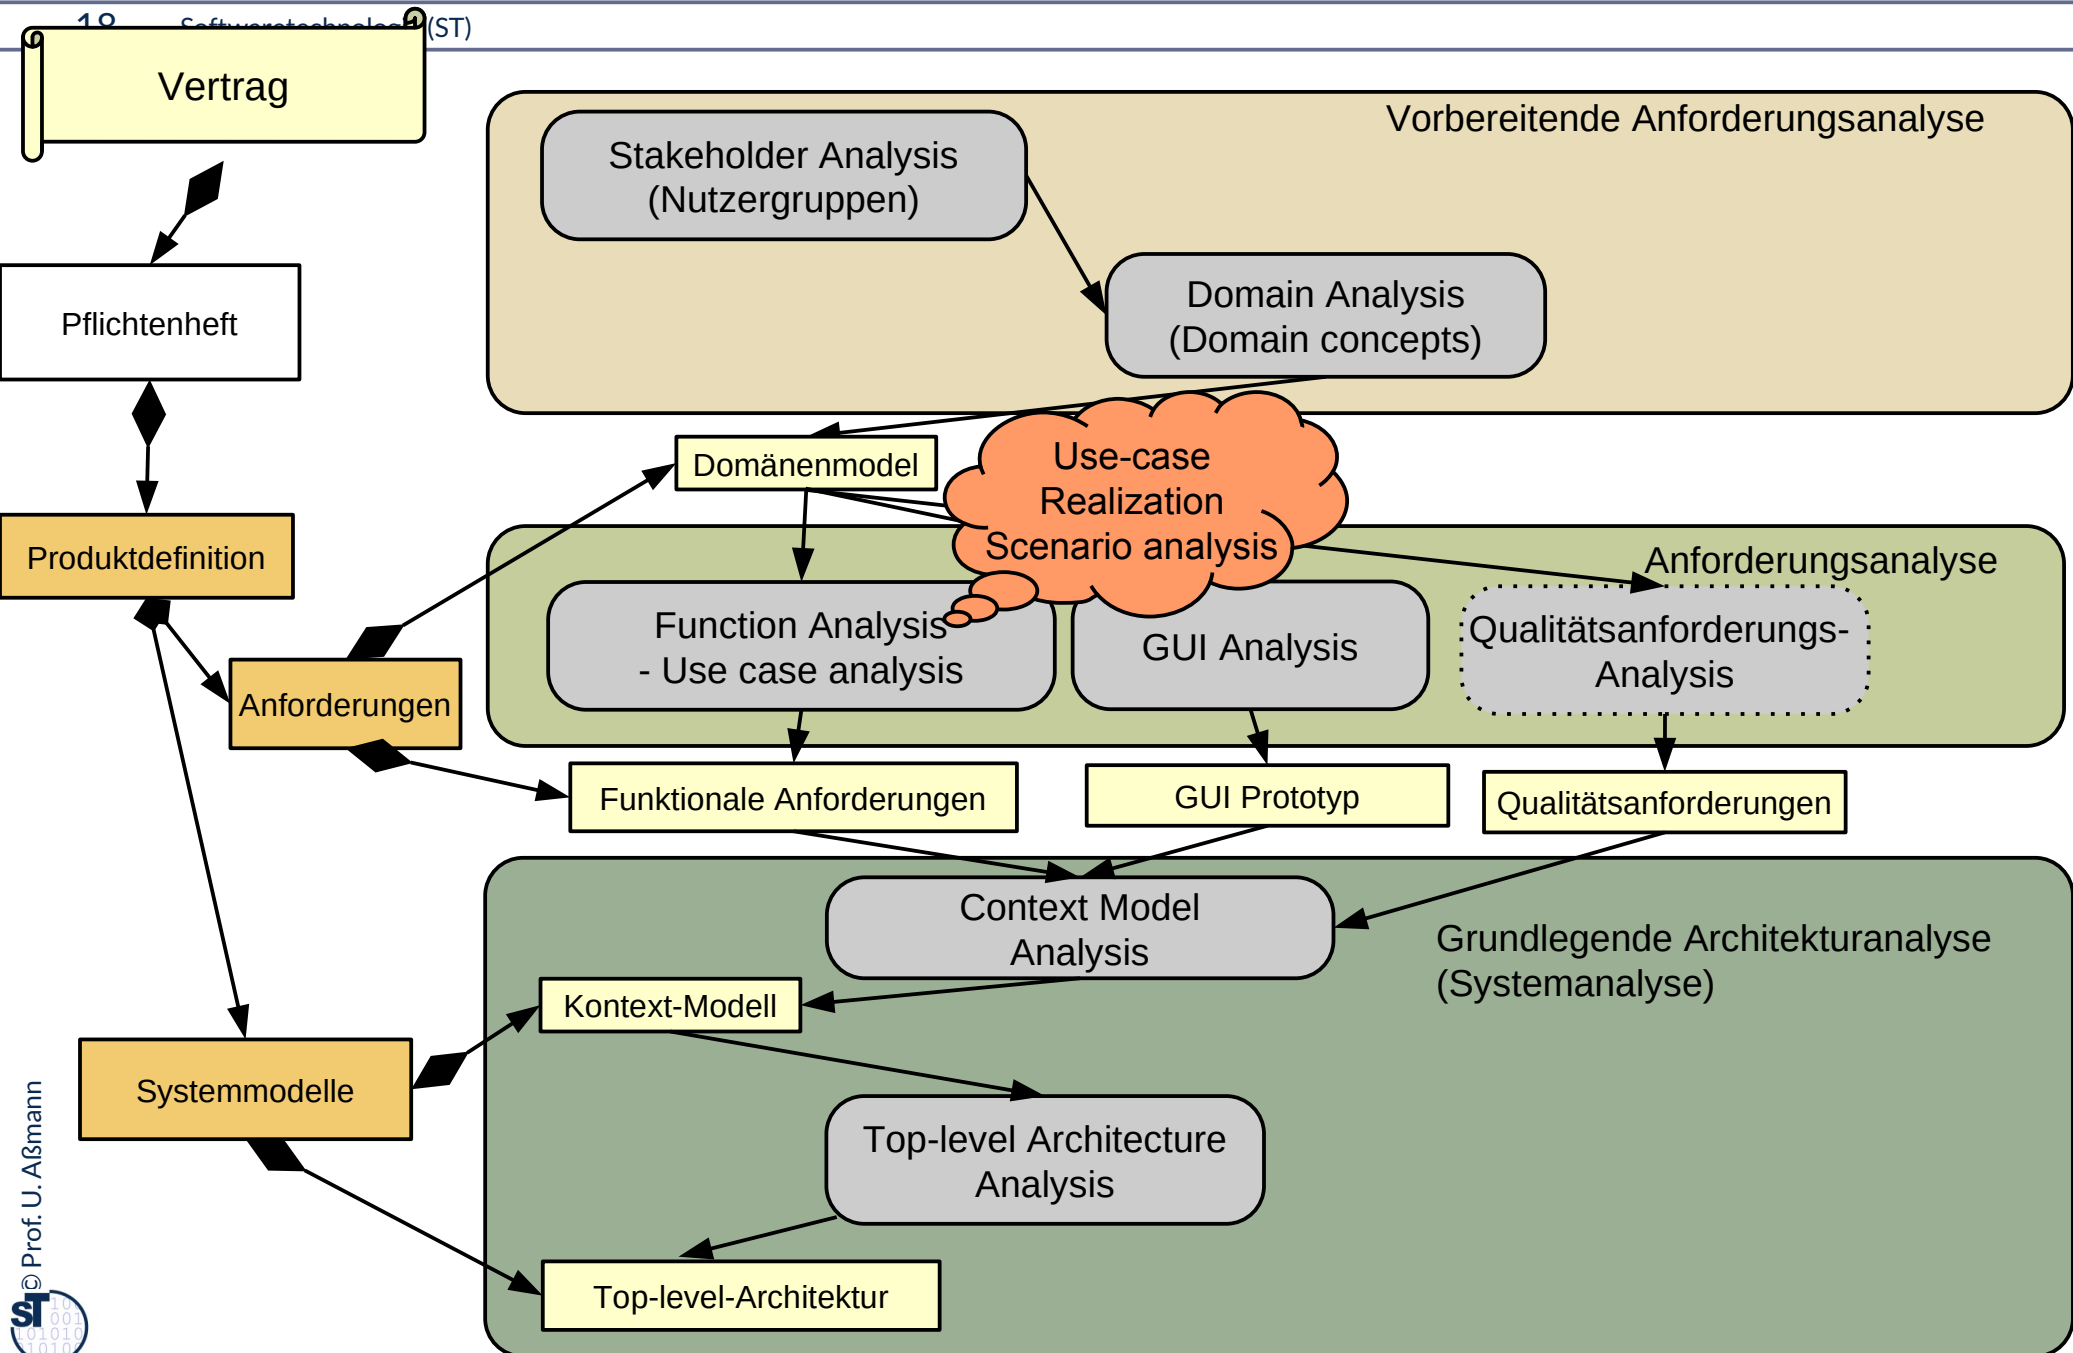 (ST)
Vertrag
Vorbereitende Anforderungsanalyse
Stakeholder Analysis
(Nutzergruppen)
Domain Analysis
(Domain concepts)
Pflichtenheft
Domänenmodel
Use-case
Realization
Scenario analysis
Produktdefinition
Anforderungsanalyse
Function Analysis
- Use case analysis
GUI Analysis
Qualitätsanforderungs-
Analysis
Anforderungen
Funktionale Anforderungen
GUI Prototyp
Qualitätsanforderungen
Context Model
Analysis
Grundlegende Architekturanalyse
(Systemanalyse)
Kontext-Modell
Systemmodelle
Top-level Architecture
Analysis
Top-level-Architektur
© Prof. U. Aßmann
ST